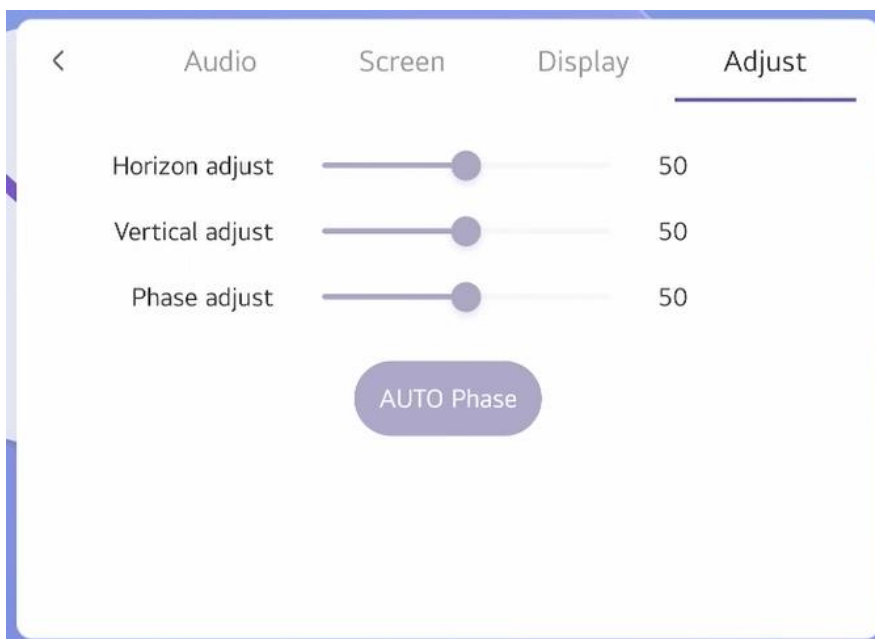 Audio Screen Display Adjust
Horizon adjust 50
Vertical adjust 50
Phase adjust 50
AUTO Phase